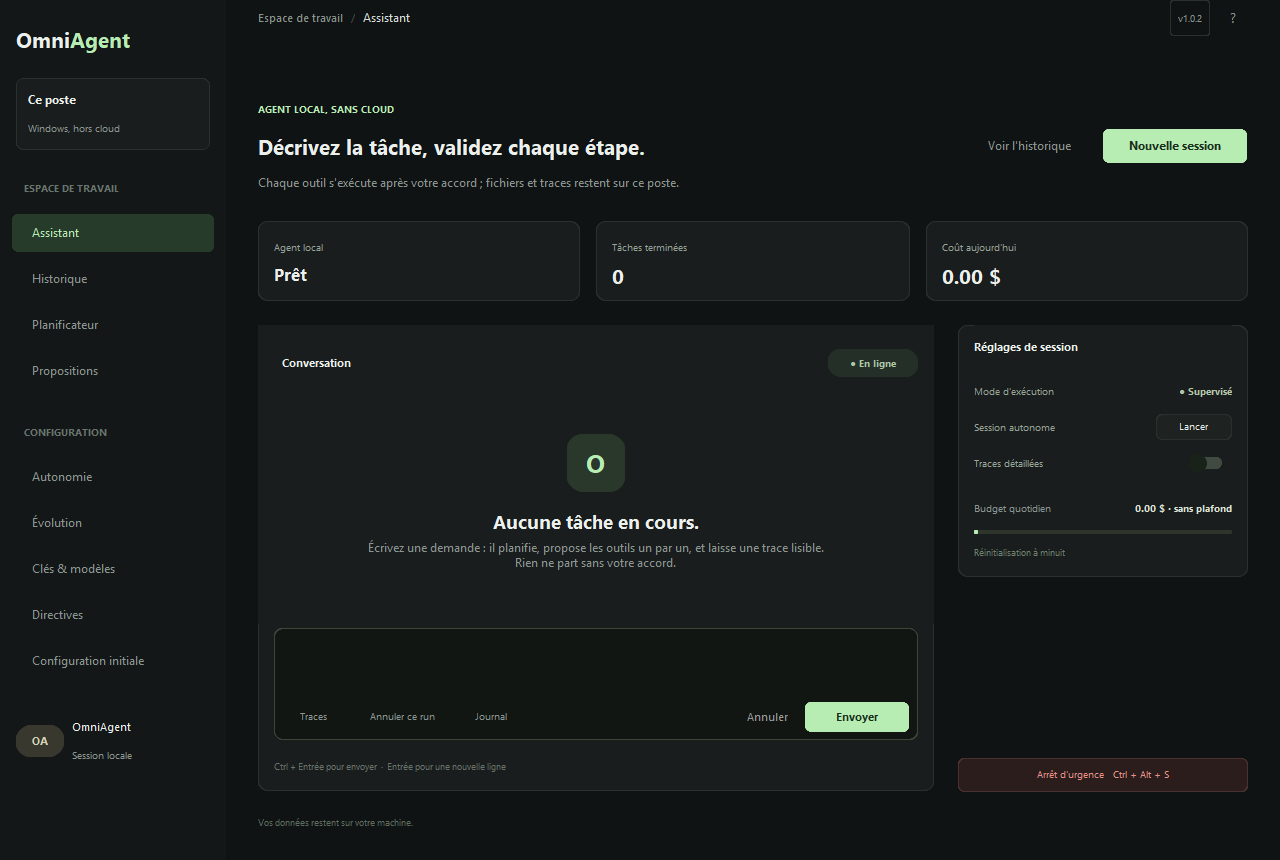 OmniAgent
Ce poste
Windows, hors cloud
ESPACE DE TRAVAIL
Assistant
Historique
Planificateur
Propositions
CONFIGURATION
Autonomie
Évolution
Clés & modèles
Directives
Configuration initiale
OA
OmniAgent
Session locale
Espace de travail / Assistant
v1.0.2
?
AGENT LOCAL, SANS CLOUD
Décrivez la tâche, validez chaque étape.
Chaque outil s'exécute après votre accord ; fichiers et traces restent sur ce poste.
Voir l'historique
Nouvelle session
Agent local
Prêt
Tâches terminées
0
Coût aujourd'hui
0.00 $
Conversation
● En ligne
O
Aucune tâche en cours.
Écrivez une demande : il planifie, propose les outils un par un, et laisse une trace lisible.
Rien ne part sans votre accord.
Traces
Annuler ce run
Journal
Annuler
Envoyer
Ctrl + Entrée pour envoyer · Entrée pour une nouvelle ligne
Réglages de session
Mode d'exécution
● Supervisé
Session autonome
Lancer
Traces détaillées
Budget quotidien
0.00 $ · sans plafond
Réinitialisation à minuit
Arrêt d'urgence Ctrl + Alt + S
Vos données restent sur votre machine.